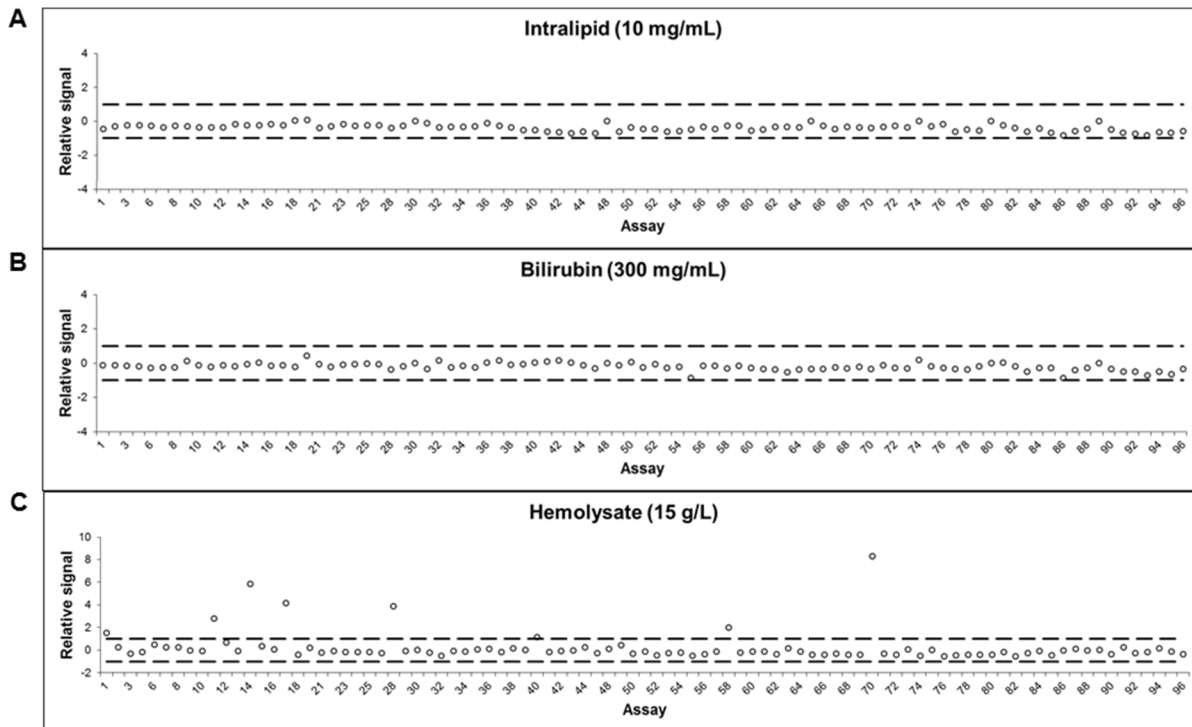 A
Intralipid (10 mg/mL)
Relative signal
4
2
0
-2
-4
1 3 6 8 10 12 14 16 18 21 23 25 28 30 32 34 36 38 40 42 45 48 50 52 54 56 58 60 62 64 66 68 70 72 74 76 78 80 82 84 86 88 90 92 94 96
Assay
B
Bilirubin (300 mg/mL)
Relative signal
4
2
0
-2
-4
1 3 6 8 10 12 14 16 18 21 23 25 28 30 32 34 36 38 40 42 45 48 50 52 54 56 58 60 62 64 66 68 70 72 74 76 78 80 82 84 86 88 90 92 94 96
Assay
C
Hemolysate (15 g/L)
Relative signal
10
8
6
4
2
0
-2
1 3 6 8 10 12 14 16 18 21 23 25 28 30 32 34 36 38 40 42 45 48 50 52 54 56 58 60 62 64 66 68 70 72 74 76 78 80 82 84 86 88 90 92 94 96
Assay